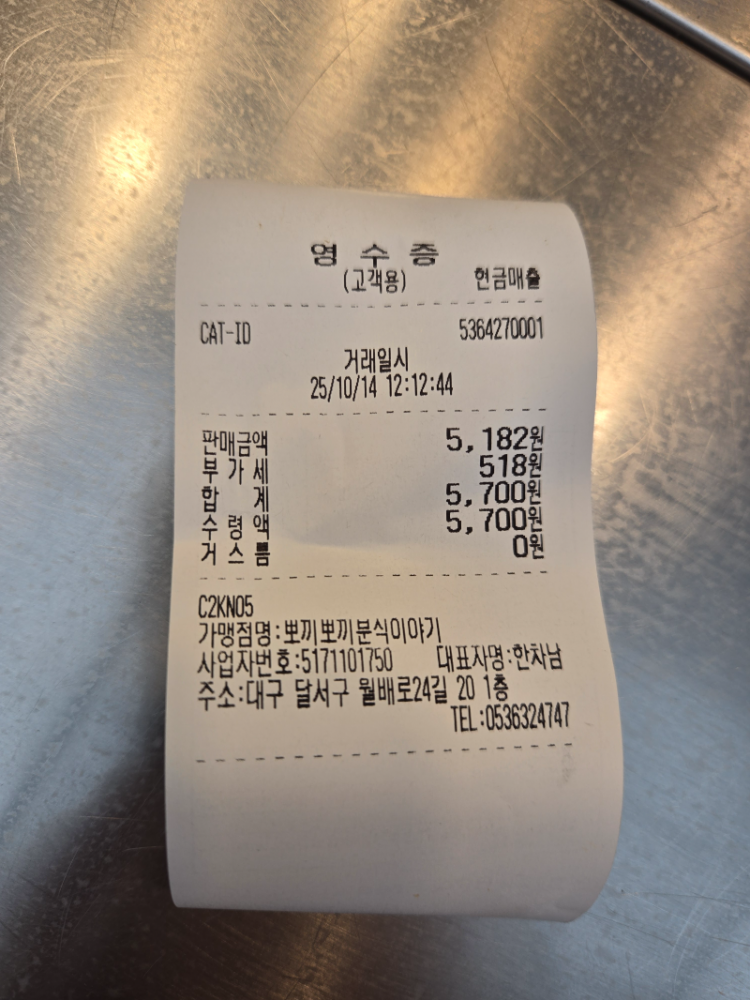 영 수 증
(고객용) 현금매출
CAT-ID 5364270001
거래일시
25/10/14 12:12:44
판매금액 5,182원
부 가 세 518원
합 계 5,700원
수 령 액 5,700원
거 스 름 0원
C2KN05
가맹점명:뽀끼뽀끼분식이야기
사업자번호:5171101750 대표자명:한차남
주소:대구 달서구 월배로24길 20 1층
TEL:0536324747